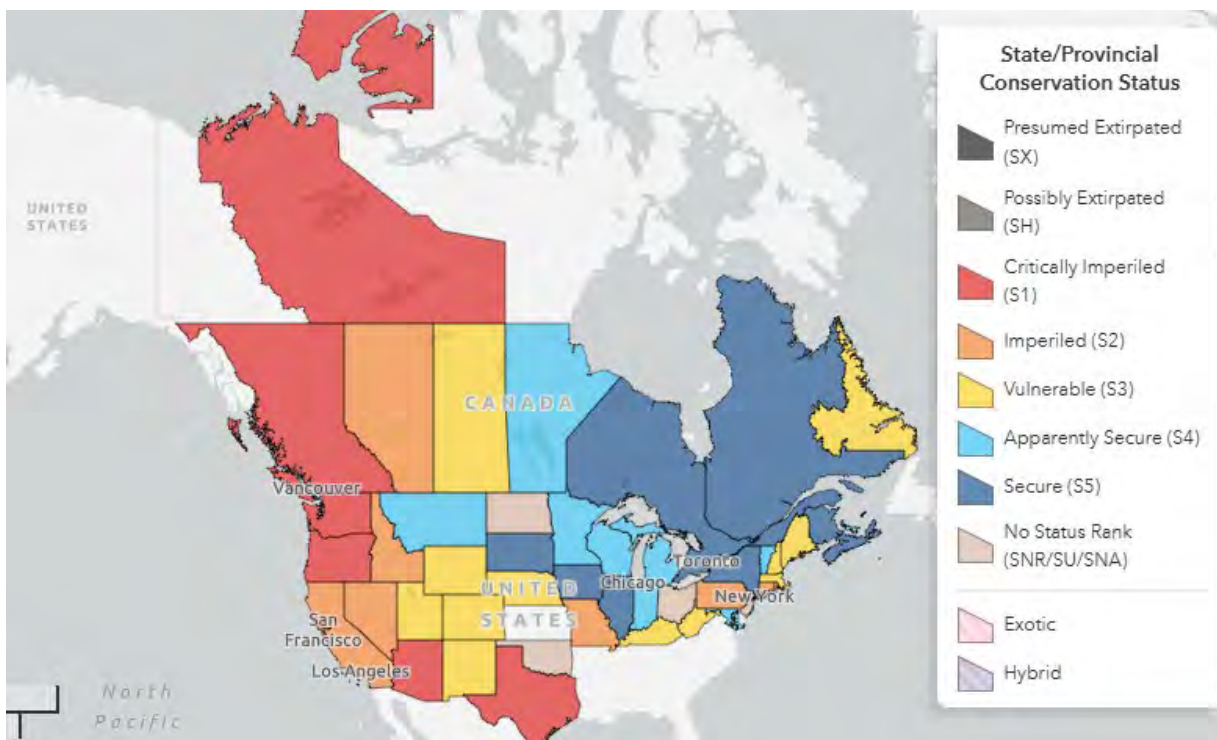 State/Provincial
Conservation Status
Presumed Extirpated
(SX)
Possibly Extirpated
(SH)
Critically Imperiled
(S1)
Imperiled (S2)
Vulnerable (S3)
Apparently Secure (S4)
Secure (S5)
No Status Rank
(SNR/SU/SNA)
Exotic
Hybrid
UNITED
STATES
CANADA
Vancouver
Toronto
Chicago
UNITED
STATES
New York
San
Francisco
Los Angeles
North
Pacific